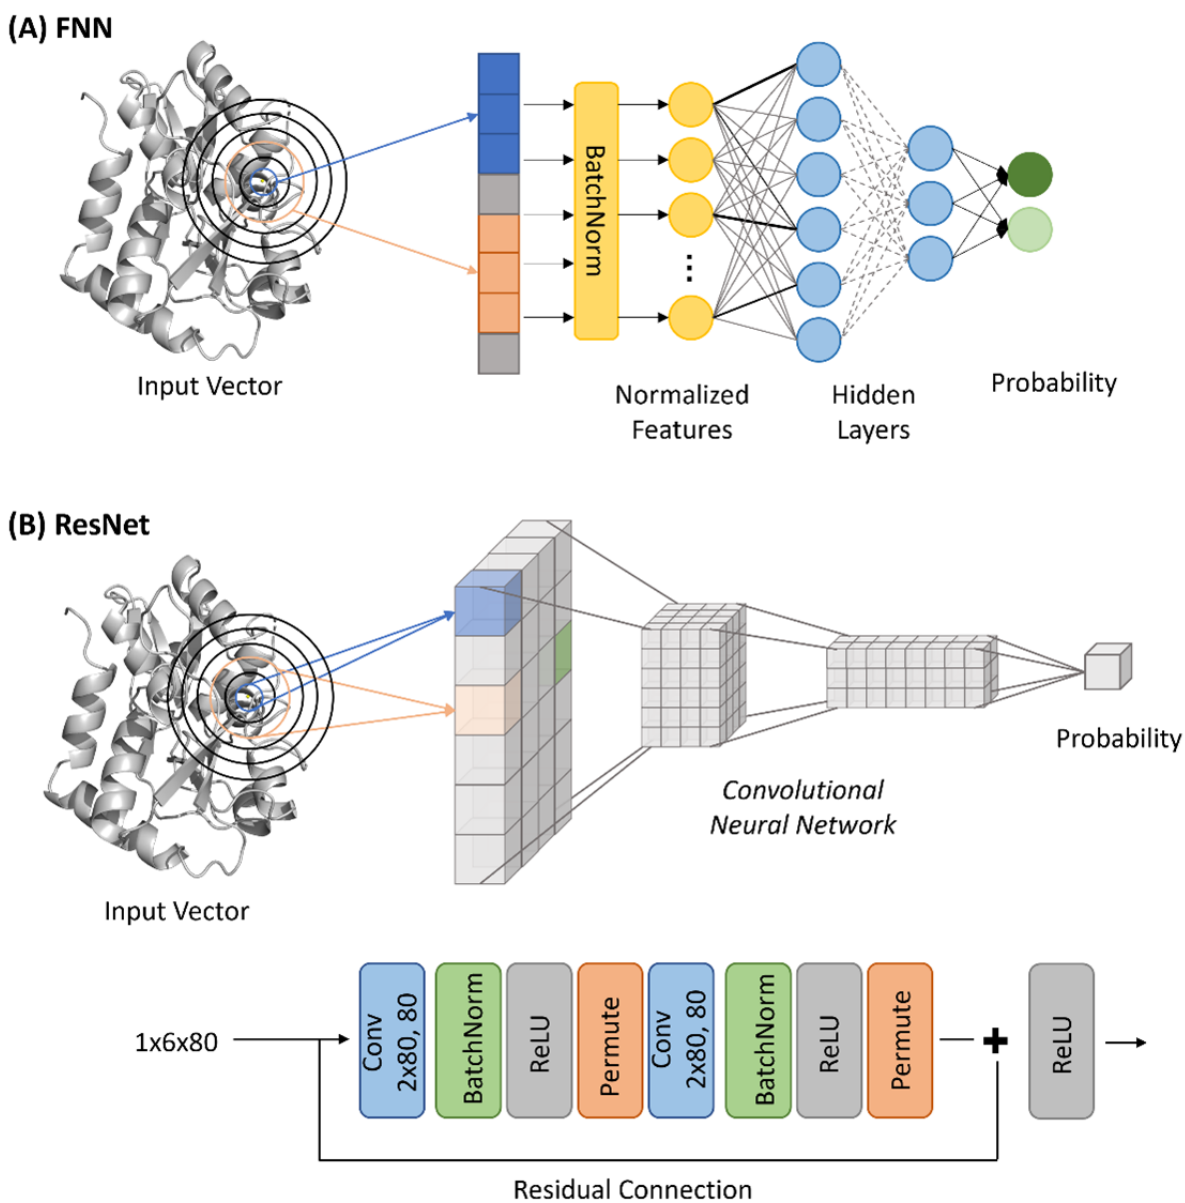 (A) FNN
BatchNorm
Input Vector
Normalized
Features
Hidden
Layers
Probability
(B) ResNet
Input Vector
Convolutional
Neural Network
Probability
1x6x80
Conv
2x80, 80
BatchNorm
ReLU
Permute
Conv
2x80, 80
BatchNorm
ReLU
Permute
+
ReLU
Residual Connection